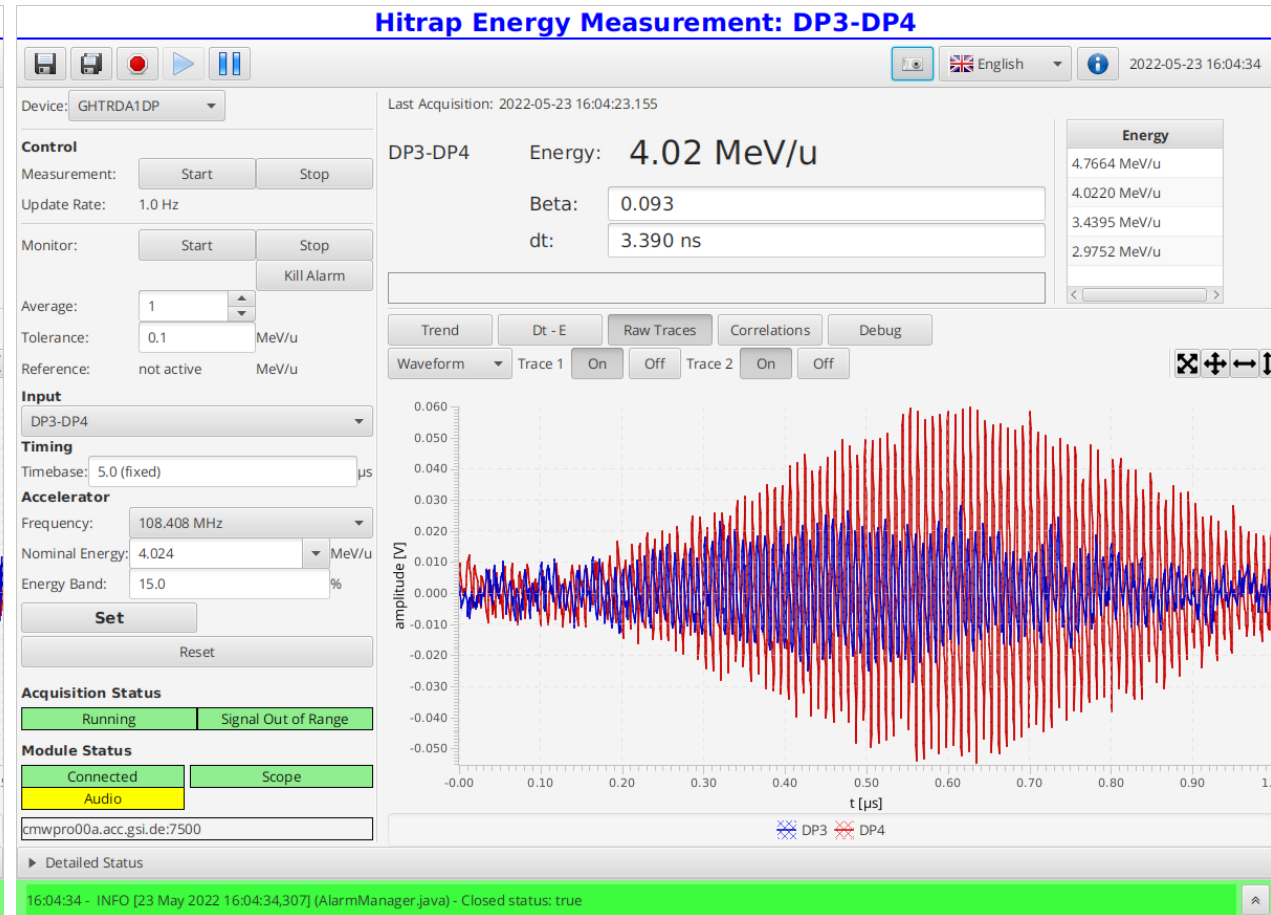 Hitrap Energy Measurement: DP3-DP4
English
2022-05-23 16:04:34
Device: GHTRDA1DP
Control
Measurement: Start Stop
Update Rate: 1.0 Hz
Monitor: Start Stop
Kill Alarm
Average: 1
Tolerance: 0.1 MeV/u
Reference: not active MeV/u
Input
DP3-DP4
Timing
Timebase: 5.0 (fixed) µs
Accelerator
Frequency: 108.408 MHz
Nominal Energy: 4.024 MeV/u
Energy Band: 15.0 %
Set
Reset
Acquisition Status
Running Signal Out of Range
Module Status
Connected Scope
Audio
cmwpro00a.acc.gsi.de:7500
Last Acquisition: 2022-05-23 16:04:23.155
DP3-DP4 Energy: 4.02 MeV/u
Beta: 0.093
dt: 3.390 ns
Energy
4.7664 MeV/u
4.0220 MeV/u
3.4395 MeV/u
2.9752 MeV/u
Trend Dt - E Raw Traces Correlations Debug
Waveform Trace 1 On Off Trace 2 On Off
0.060
0.050
0.040
0.030
0.020
0.010
0.000
-0.010
-0.020
-0.030
-0.040
-0.050
amplitude [V]
-0.00 0.10 0.20 0.30 0.40 0.50 0.60 0.70 0.80 0.90 1.
t [µs]
DP3 DP4
Detailed Status
16:04:34 - INFO [23 May 2022 16:04:34,307] (AlarmManager.java) - Closed status: true